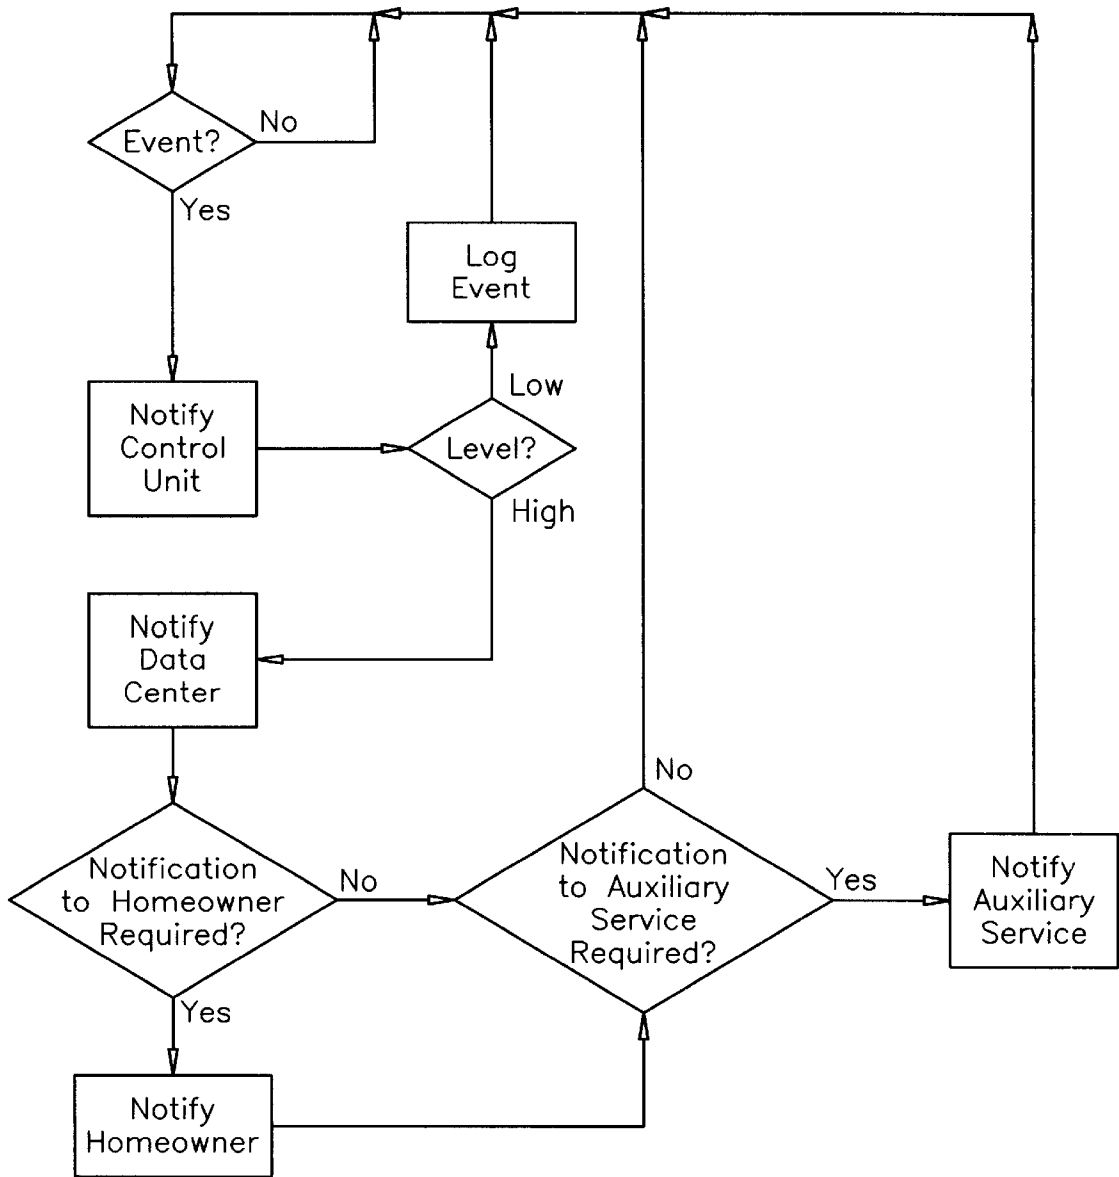 Event?
No
Yes
Log
Event
Low
Notify
Control
Unit
Level?
High
Notify
Data
Center
No
Notification
to Homeowner
Required?
No
Notification
to Auxiliary
Service
Required?
Yes
Notify
Auxiliary
Service
Yes
Notify
Homeowner